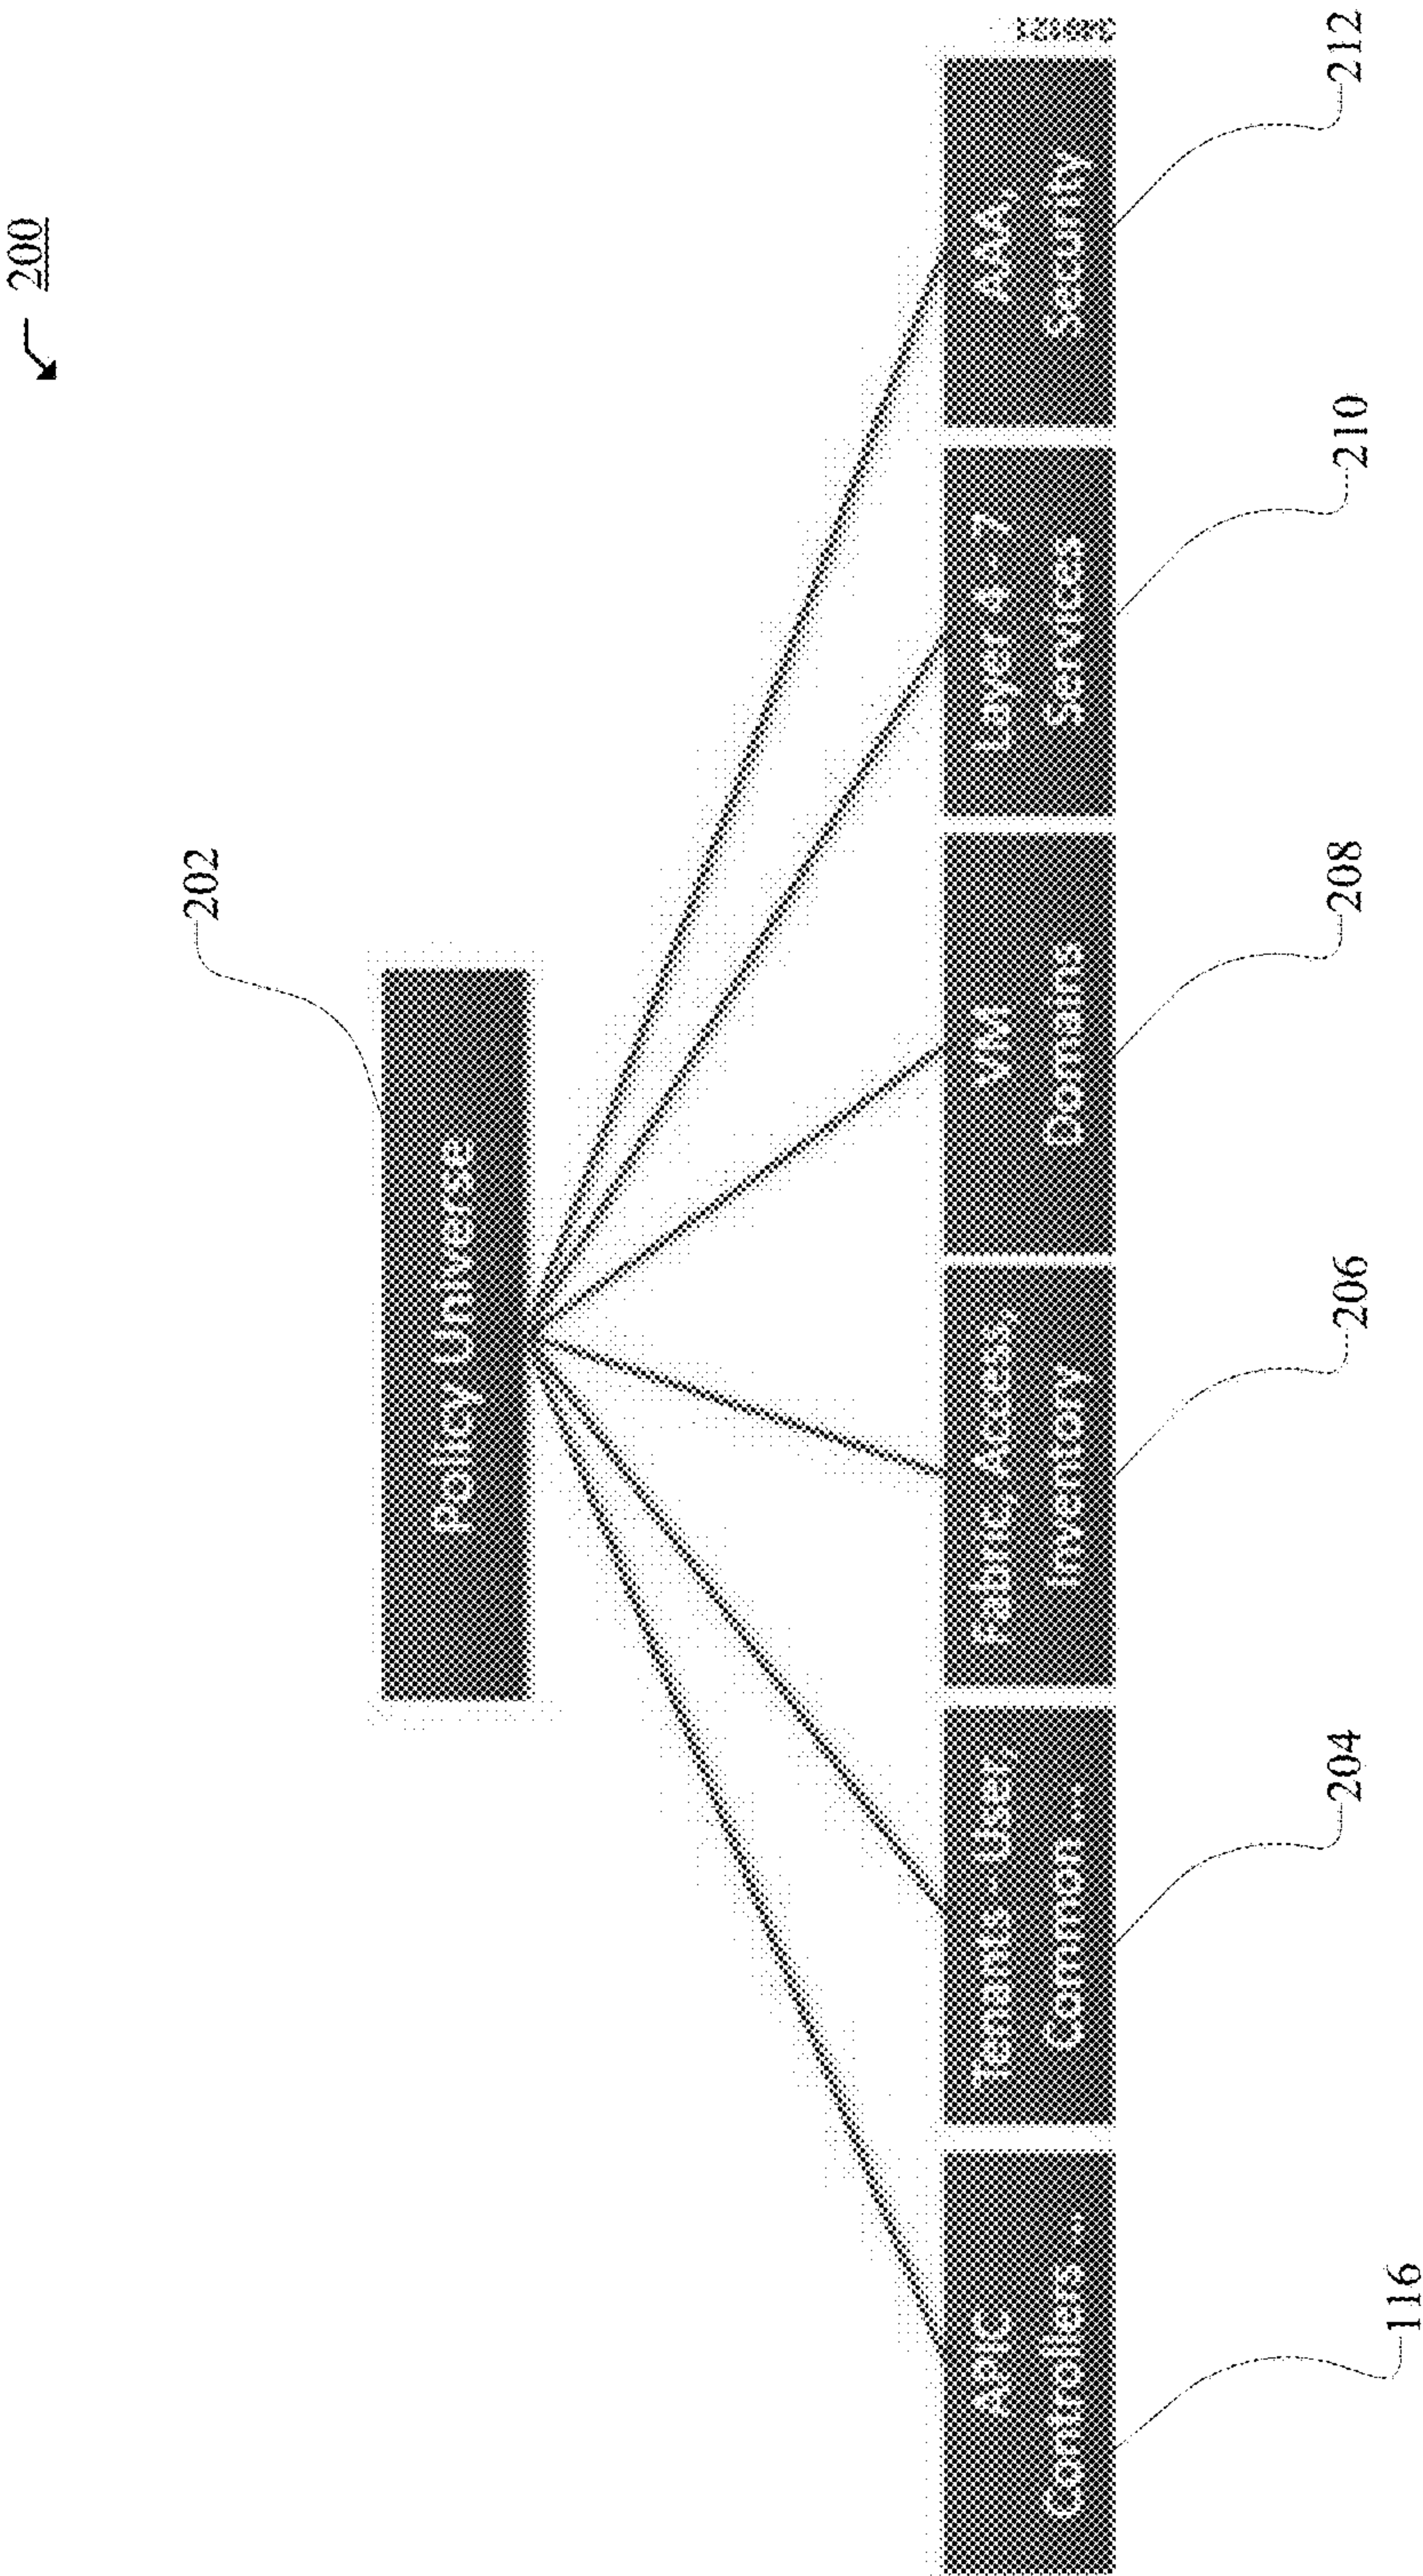 200
202
Policy Universe
APIC
Controllers ...
Tenants User,
Common ...
Fabric, Access,
Inventory
VM
Domains
Layer 4 - 7
Services
AAA,
Security
116
204
206
208
210
212